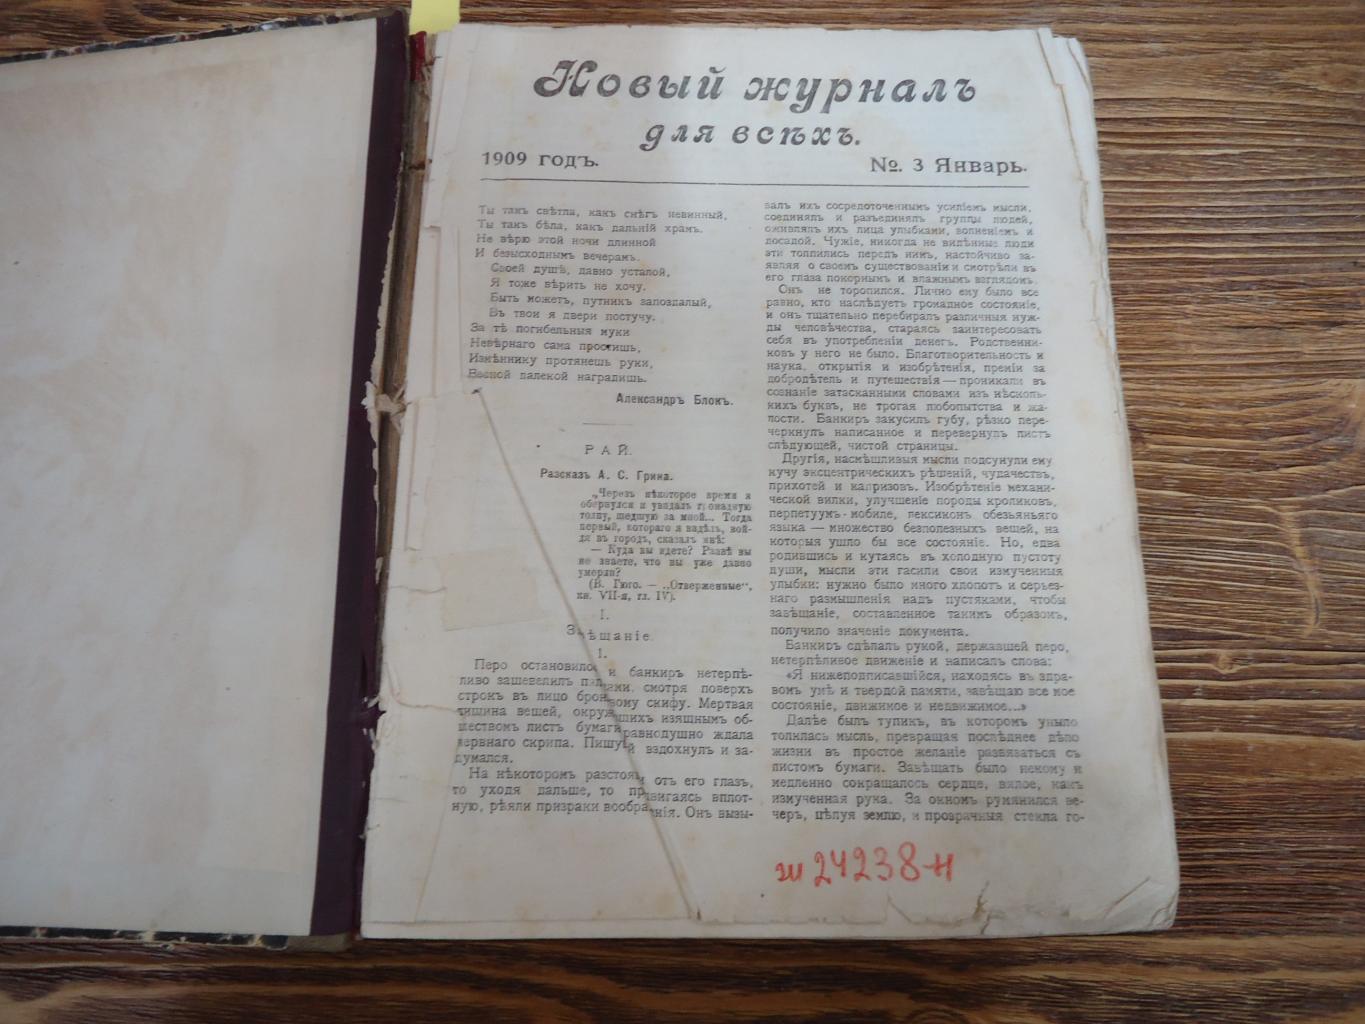 Новый журналъ
для всѣхъ.
1909 годъ.
№. 3 Январь.
Ты такъ свѣтла, какъ снѣгъ невинный,
Ты такъ бѣла, какъ дальній храмъ.
Не вѣрю этой ночи длинной
И безысходнымъ вечерамъ.
Своей душѣ, давно усталой,
Я тоже вѣрить не хочу.
Быть можетъ, путникъ запоздалый,
Въ твои я двери постучу.
За тѣ погибельныя муки
Невѣрнаго сама простишь,
Измѣннику протянешь руки,
Весной далекой наградишь.
Александръ Блокъ.
РАЙ.
Разсказъ А. С. Грина.
„Черезъ нѣкоторое время я
обернулся и увидалъ громадную
толпу, шедшую за мной... Тогда
первый, котораго я видѣлъ, вой-
дя въ городъ, сказалъ мнѣ:
— Куда вы идете? Развѣ вы
не знаете, что вы уже давно
умерли?
(В. Гюго. — „Отверженные“,
кн. VII-я, гл. IV).
I.
Завѣщаніе.
1.
Перо остановилось и банкиръ нетерпѣ-
ливо зашевелилъ пальцами, смотря поверхъ
строкъ въ лицо бронзовому скифу. Мертвая
тишина вещей, окружавшихъ изящнымъ об-
ществомъ листъ бумаги, равнодушно ждала
нервнаго скрипа. Пишущій вздохнулъ и за-
думался.
На нѣкоторомъ разстояніи отъ его глазъ,
то уходя дальше, то придвигаясь вплот-
ную, рѣяли призраки воображенія. Онъ вызы-
валъ ихъ сосредоточеннымъ усиліемъ мысли,
соединялъ и разъединялъ группы людей,
оживлялъ ихъ лица улыбками, волненіемъ и
досадой. Чужіе, никогда не видѣнные люди
эти толпились передъ нимъ, настойчиво за-
являя о своемъ существованіи и смотрѣли въ
его глаза покорнымъ и влажнымъ взглядомъ.
Онъ не торопился. Лично ему было все
равно, кто наслѣдуетъ громадное состояніе,
и онъ тщательно перебиралъ различныя нуж-
ды человѣчества, стараясь заинтересовать
себя въ употребленіи денегъ. Родственни-
ковъ у него не было. Благотворительность и
наука, открытія и изобрѣтенія, преміи за
добродѣтель и путешествія — проникали въ
сознаніе затасканными словами изъ нѣсколь-
кихъ буквъ, не трогая любопытства и жа-
лости. Банкиръ закусилъ губу, рѣзко пере-
черкнулъ написанное и перевернулъ листъ
слѣдующей, чистой страницы.
Другія, насмѣшливыя мысли подсунули ему
кучу эксцентрическихъ рѣшеній, чудачествъ,
прихотей и капризовъ. Изобрѣтеніе механи-
ческой вилки, улучшеніе породы кроликовъ,
перпетуумъ-мобиле, лексиконъ обезьяньяго
языка — множество безполезныхъ вещей, на
которыя ушло бы все состояніе. Но, едва
родившись и кутаясь въ холодную пустоту
души, мысли эти гасили свои измученныя
улыбки: нужно было много хлопотъ и серьез-
наго размышленія надъ пустяками, чтобы
завѣщаніе, составленное такимъ образомъ,
получило значеніе документа.
Банкиръ сдѣлалъ рукой, державшей перо,
нетерпѣливое движеніе и написалъ слова:
«Я нижеподписавшійся, находясь въ здра-
вомъ умѣ и твердой памяти, завѣщаю все мое
состояніе, движимое и недвижимое...»
Далѣе былъ тупикъ, въ которомъ уныло
толклась мысль, превращая послѣднее дѣло
жизни въ простое желаніе развязаться съ
листомъ бумаги. Завѣщать было некому и
медленно сокращалось сердце, вялое, какъ
измученная рука. За окномъ румянился ве-
черъ, цѣлуя землю, и прозрачныя стекла го-
ж 24238-н